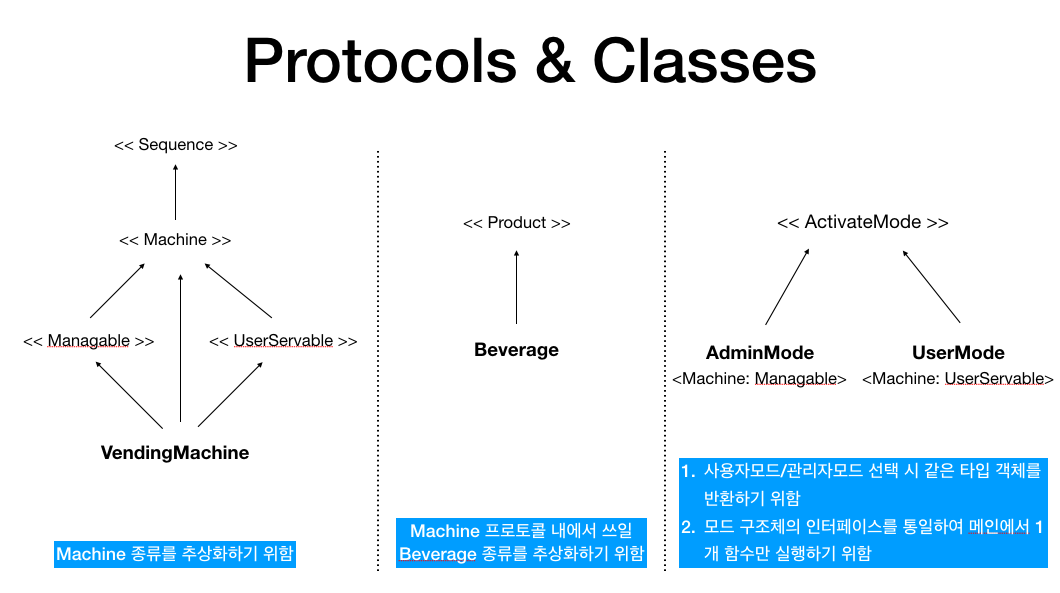 Protocols & Classes
<< Sequence >>
<< Machine >>
<< Managable >>
<< UserServable >>
VendingMachine
Machine 종류를 추상화하기 위함
<< Product >>
Beverage
Machine 프로토콜 내에서 쓰일
Beverage 종류를 추상화하기 위함
<< ActivateMode >>
AdminMode
<Machine: Managable>
UserMode
<Machine: UserServable>
1. 사용자모드/관리자모드 선택 시 같은 타입 객체를
반환하기 위함
2. 모드 구조체의 인터페이스를 통일하여 메인에서 1
개 함수만 실행하기 위함